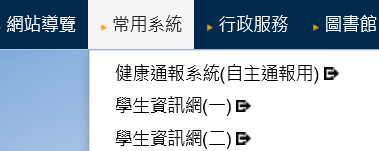 網站導覽 常用系統 行政服務 圖書館
健康通報系統(自主通報用)
學生資訊網(一)
學生資訊網(二)